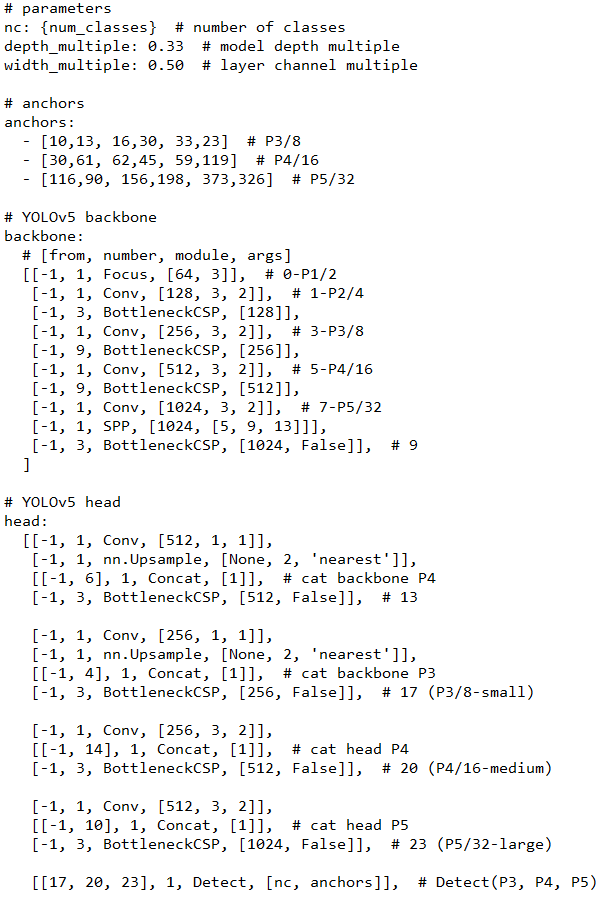 # parameters
nc: {num_classes}  # number of classes
depth_multiple: 0.33  # model depth multiple
width_multiple: 0.50  # layer channel multiple

# anchors
anchors:
  - [10,13, 16,30, 33,23]  # P3/8
  - [30,61, 62,45, 59,119]  # P4/16
  - [116,90, 156,198, 373,326]  # P5/32

# YOLOv5 backbone
backbone:
  # [from, number, module, args]
  [[-1, 1, Focus, [64, 3]],  # 0-P1/2
   [-1, 1, Conv, [128, 3, 2]],  # 1-P2/4
   [-1, 3, BottleneckCSP, [128]],
   [-1, 1, Conv, [256, 3, 2]],  # 3-P3/8
   [-1, 9, BottleneckCSP, [256]],
   [-1, 1, Conv, [512, 3, 2]],  # 5-P4/16
   [-1, 9, BottleneckCSP, [512]],
   [-1, 1, Conv, [1024, 3, 2]],  # 7-P5/32
   [-1, 1, SPP, [1024, [5, 9, 13]]],
   [-1, 3, BottleneckCSP, [1024, False]],  # 9
  ]

# YOLOv5 head
head:
  [[-1, 1, Conv, [512, 1, 1]],
   [-1, 1, nn.Upsample, [None, 2, 'nearest']],
   [[-1, 6], 1, Concat, [1]],  # cat backbone P4
   [-1, 3, BottleneckCSP, [512, False]],  # 13

   [-1, 1, Conv, [256, 1, 1]],
   [-1, 1, nn.Upsample, [None, 2, 'nearest']],
   [[-1, 4], 1, Concat, [1]],  # cat backbone P3
   [-1, 3, BottleneckCSP, [256, False]],  # 17 (P3/8-small)

   [-1, 1, Conv, [256, 3, 2]],
   [[-1, 14], 1, Concat, [1]],  # cat head P4
   [-1, 3, BottleneckCSP, [512, False]],  # 20 (P4/16-medium)

   [-1, 1, Conv, [512, 3, 2]],
   [[-1, 10], 1, Concat, [1]],  # cat head P5
   [-1, 3, BottleneckCSP, [1024, False]],  # 23 (P5/32-large)

   [[17, 20, 23], 1, Detect, [nc, anchors]],  # Detect(P3, P4, P5)